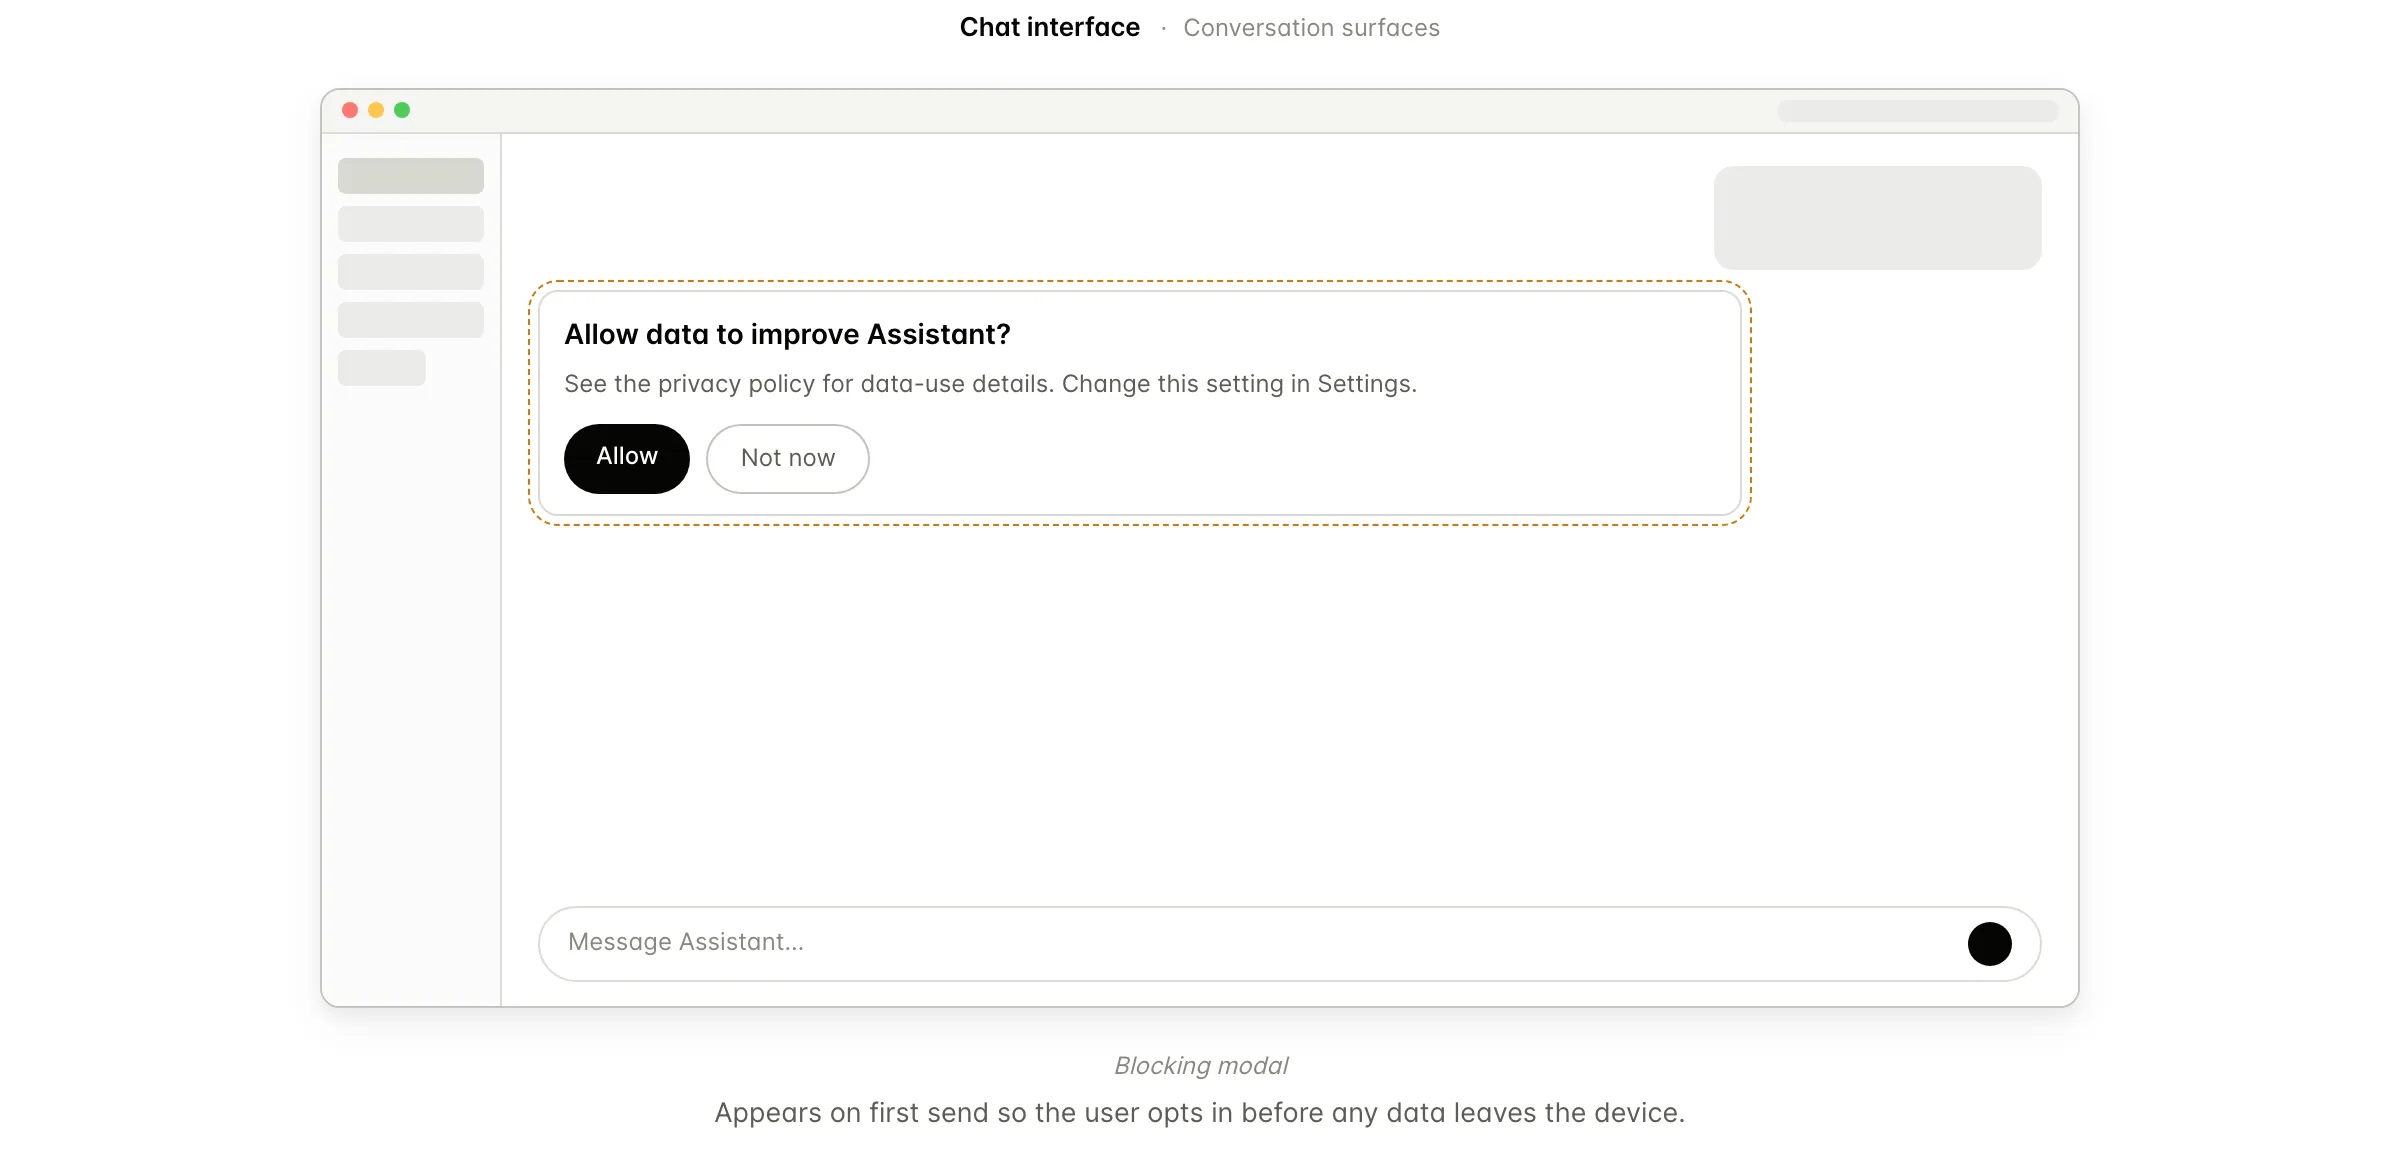 Chat interface · Conversation surfaces
Allow data to improve Assistant?
See the privacy policy for data-use details. Change this setting in Settings.
Allow
Not now
Message Assistant...
Blocking modal
Appears on first send so the user opts in before any data leaves the device.